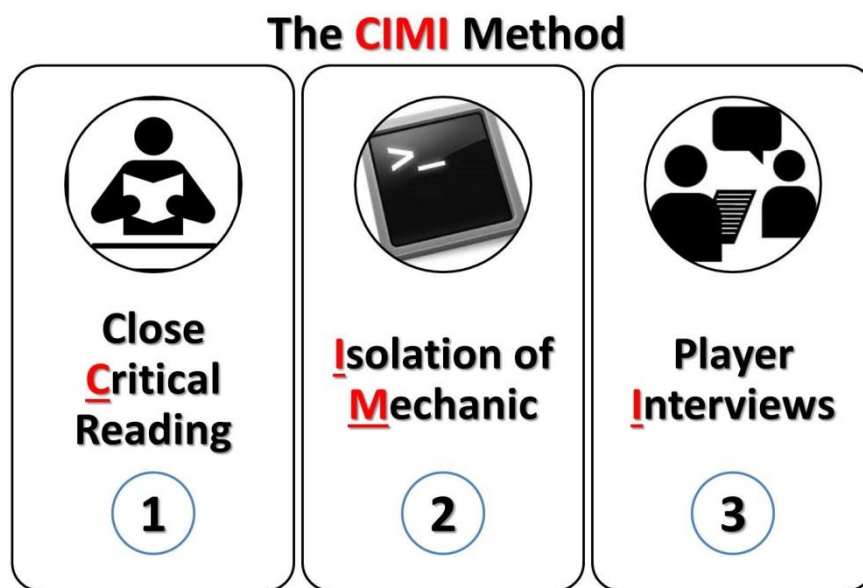 The CIMI Method
>_
Close
Critical
Reading
1
Isolation of
Mechanic
2
Player
Interviews
3